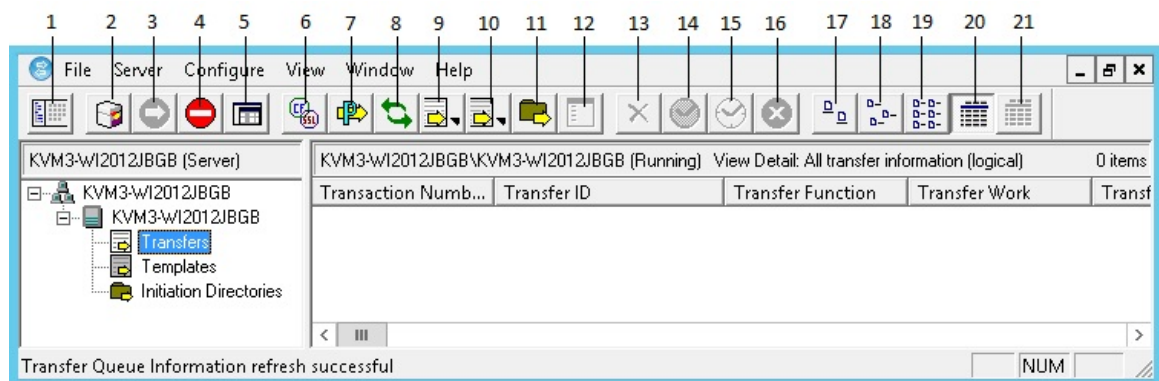 1 2 3 4 5 6 7 8 9 10 11 12 13 14 15 16 17 18 19 20 21
File Server Configure View Window Help
CF SSL P
KVM3-WI2012JBGB (Server) KVM3-WI2012JBGB\KVM3-WI2012JBGB (Running) View Detail: All transfer information (logical) 0 items
Transaction Numb... Transfer ID Transfer Function Transfer Work Transf
KVM3-WI2012JBGB
KVM3-WI2012JBGB
Transfers
Templates
Initiation Directories
Transfer Queue Information refresh successful NUM